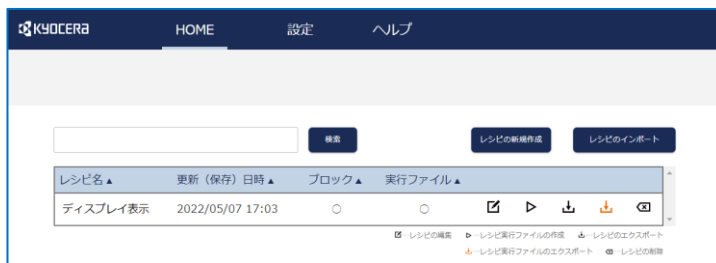 KYOCERA HOME 設定 ヘルプ
検索 レシピの新規作成 レシピのインポート
レシピ名▲ 更新（保存）日時▲ ブロック▲ 実行ファイル▲
ディスプレイ表示 2022/05/07 17:03 ○ ○
…レシピの編集 …レシピ実行ファイルの作成 …レシピのエクスポート
…レシピ実行ファイルのエクスポート …レシピの削除